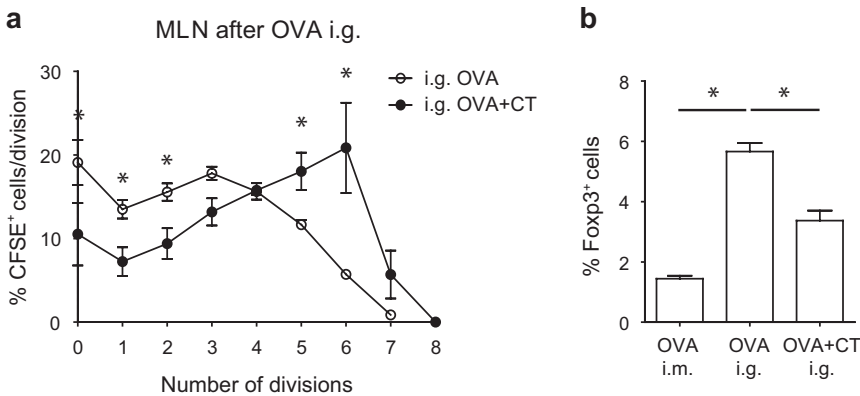 a
MLN after OVA i.g.
% CFSE⁺ cells/division
30
20
10
0
* * * * *
i.g. OVA
i.g. OVA+CT
0 1 2 3 4 5 6 7 8
Number of divisions
b
% Foxp3⁺ cells
8
6
4
2
0
* *
OVA OVA OVA+CT
i.m. i.g. i.g.